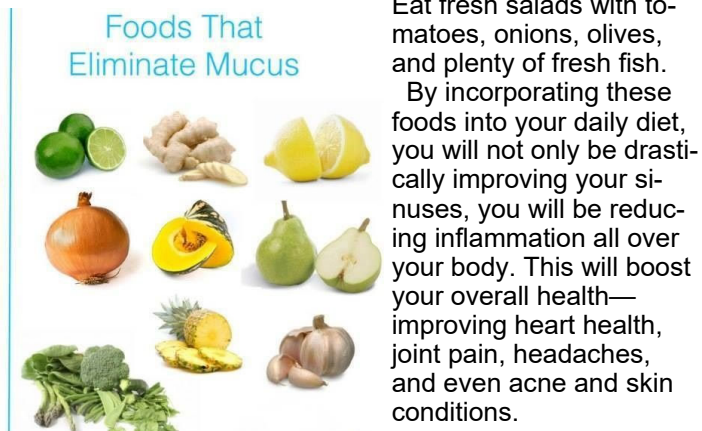 Foods That
Eliminate Mucus
Eat fresh salads with to-
matoes, onions, olives,
and plenty of fresh fish.
By incorporating these
foods into your daily diet,
you will not only be drasti-
cally improving your si-
nuses, you will be reduc-
ing inflammation all over
your body. This will boost
your overall health—
improving heart health,
joint pain, headaches,
and even acne and skin
conditions.